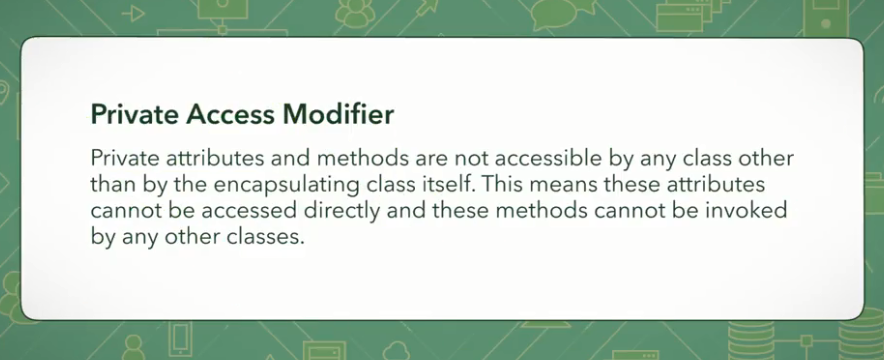 Private Access Modifier
Private attributes and methods are not accessible by any class other
than by the encapsulating class itself. This means these attributes
cannot be accessed directly and these methods cannot be invoked
by any other classes.